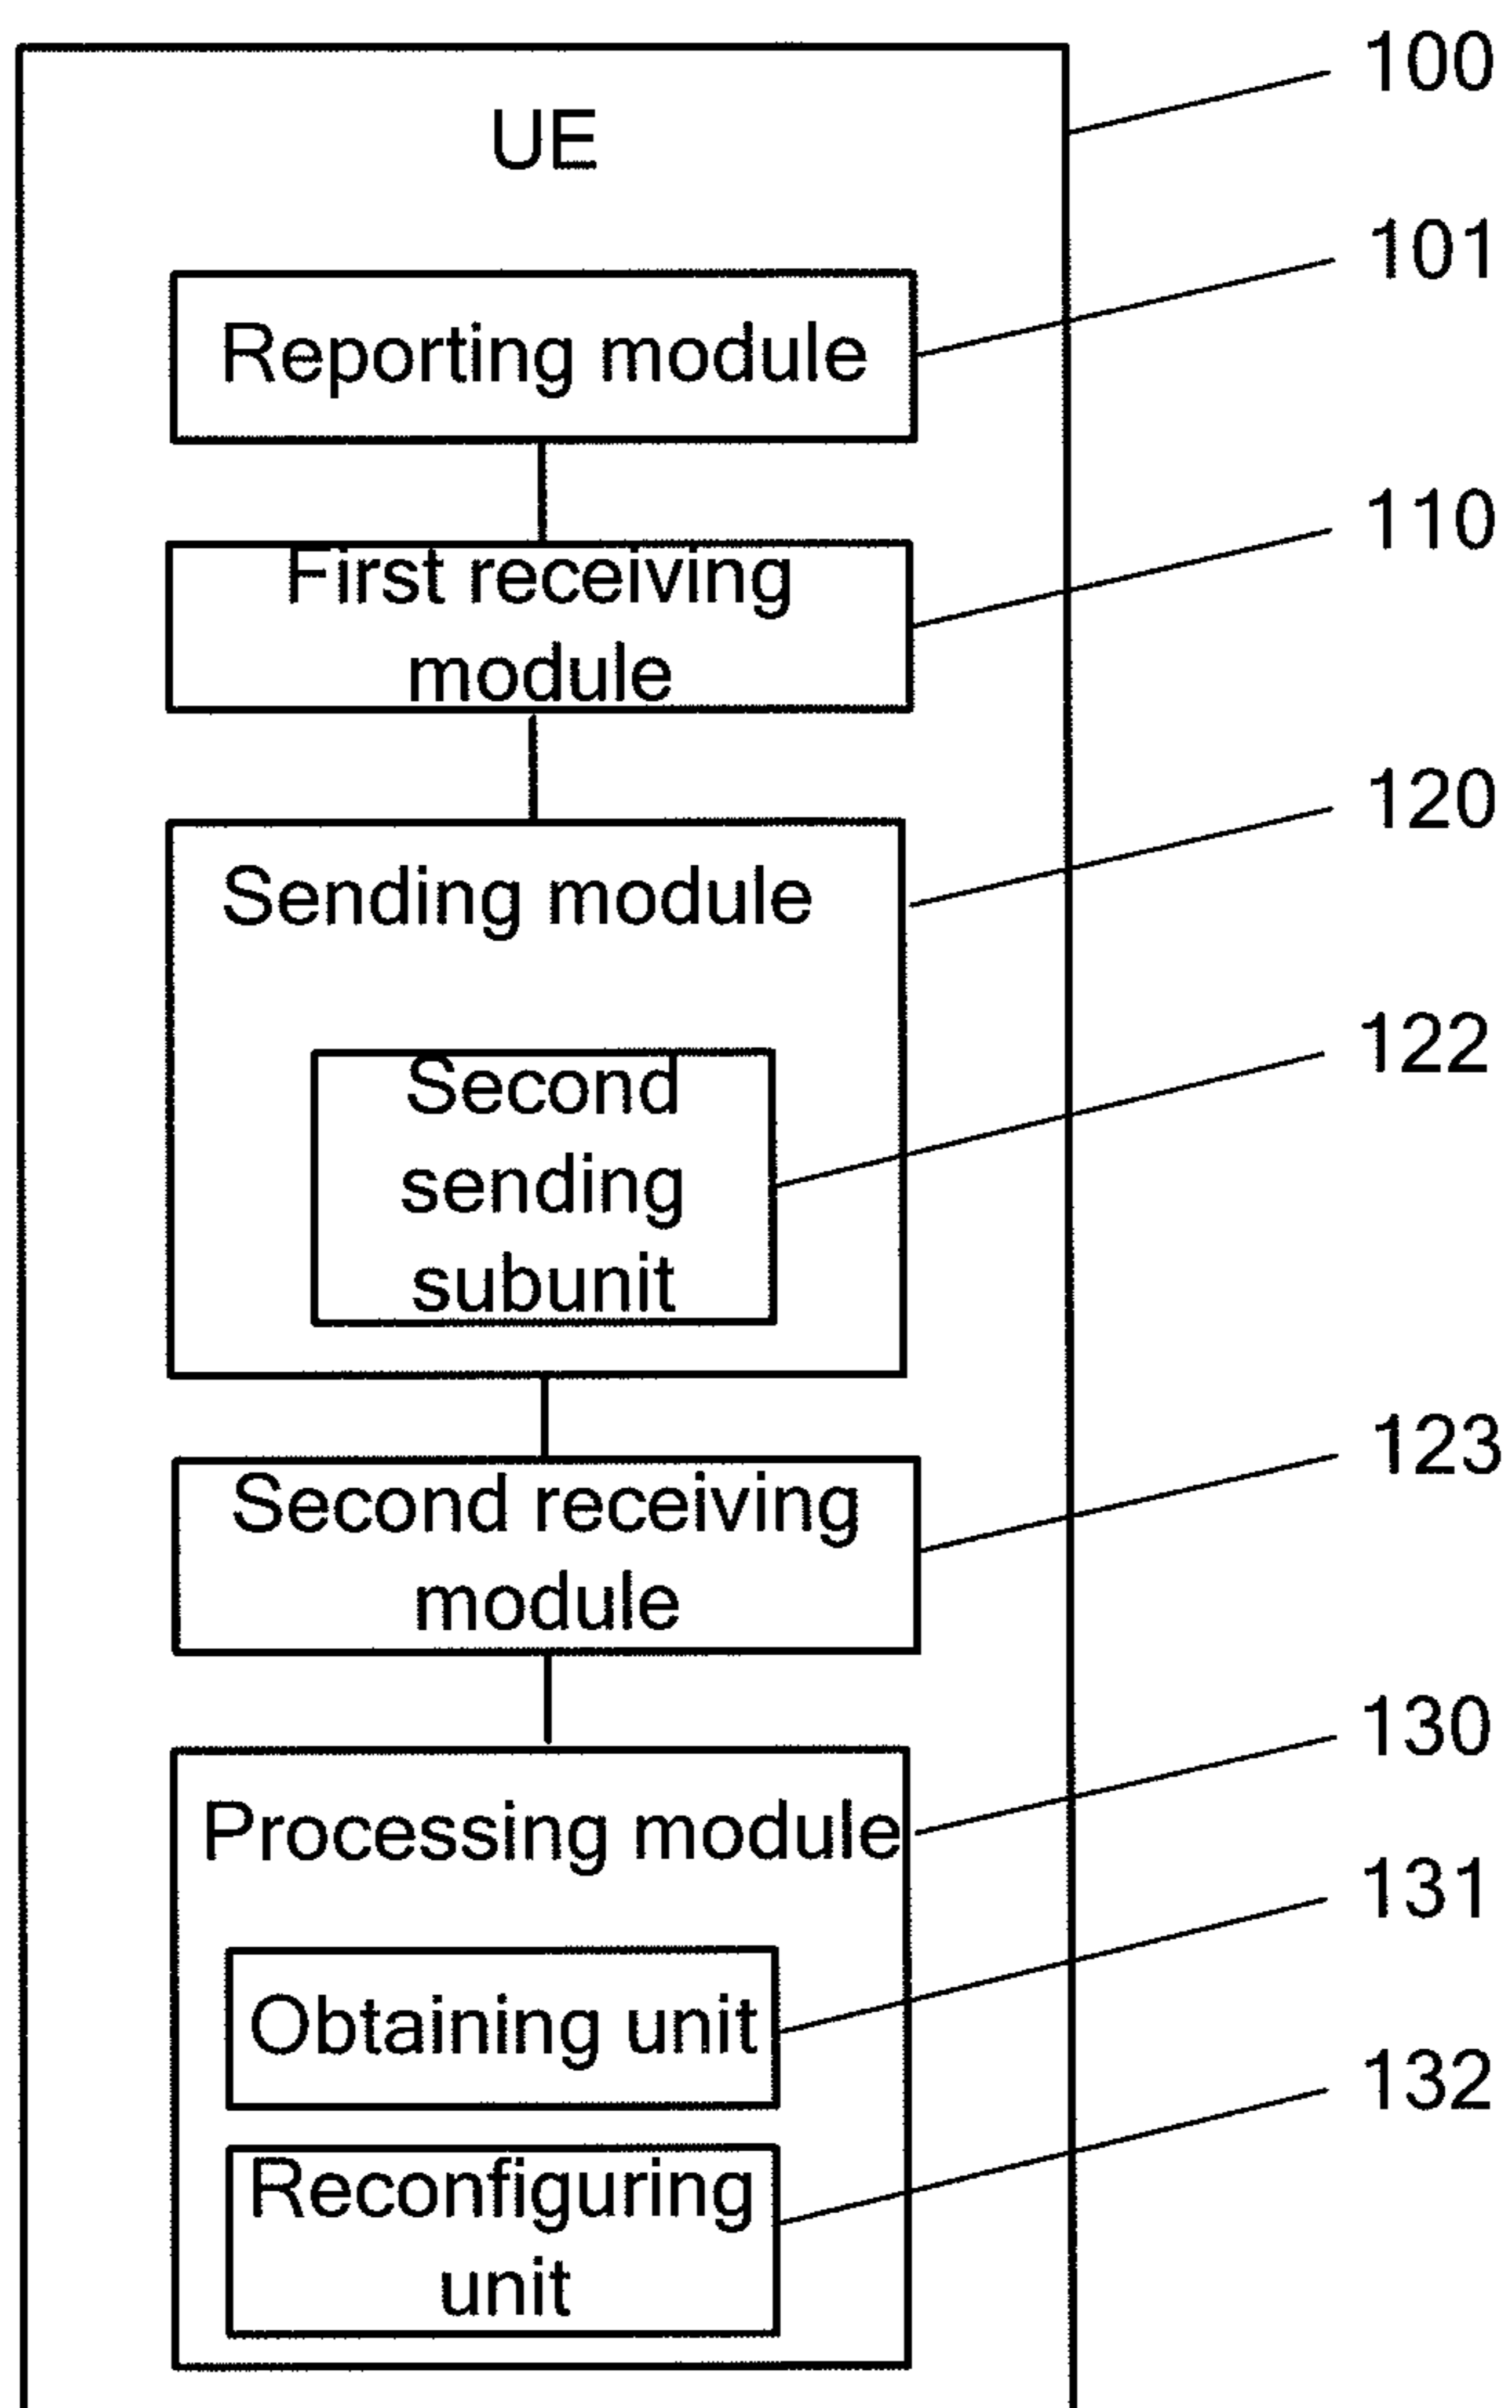 100
UE
101
Reporting module
110
First receiving
module
120
Sending module
122
Second
sending
subunit
123
Second receiving
module
130
Processing module
131
Obtaining unit
132
Reconfiguring
unit